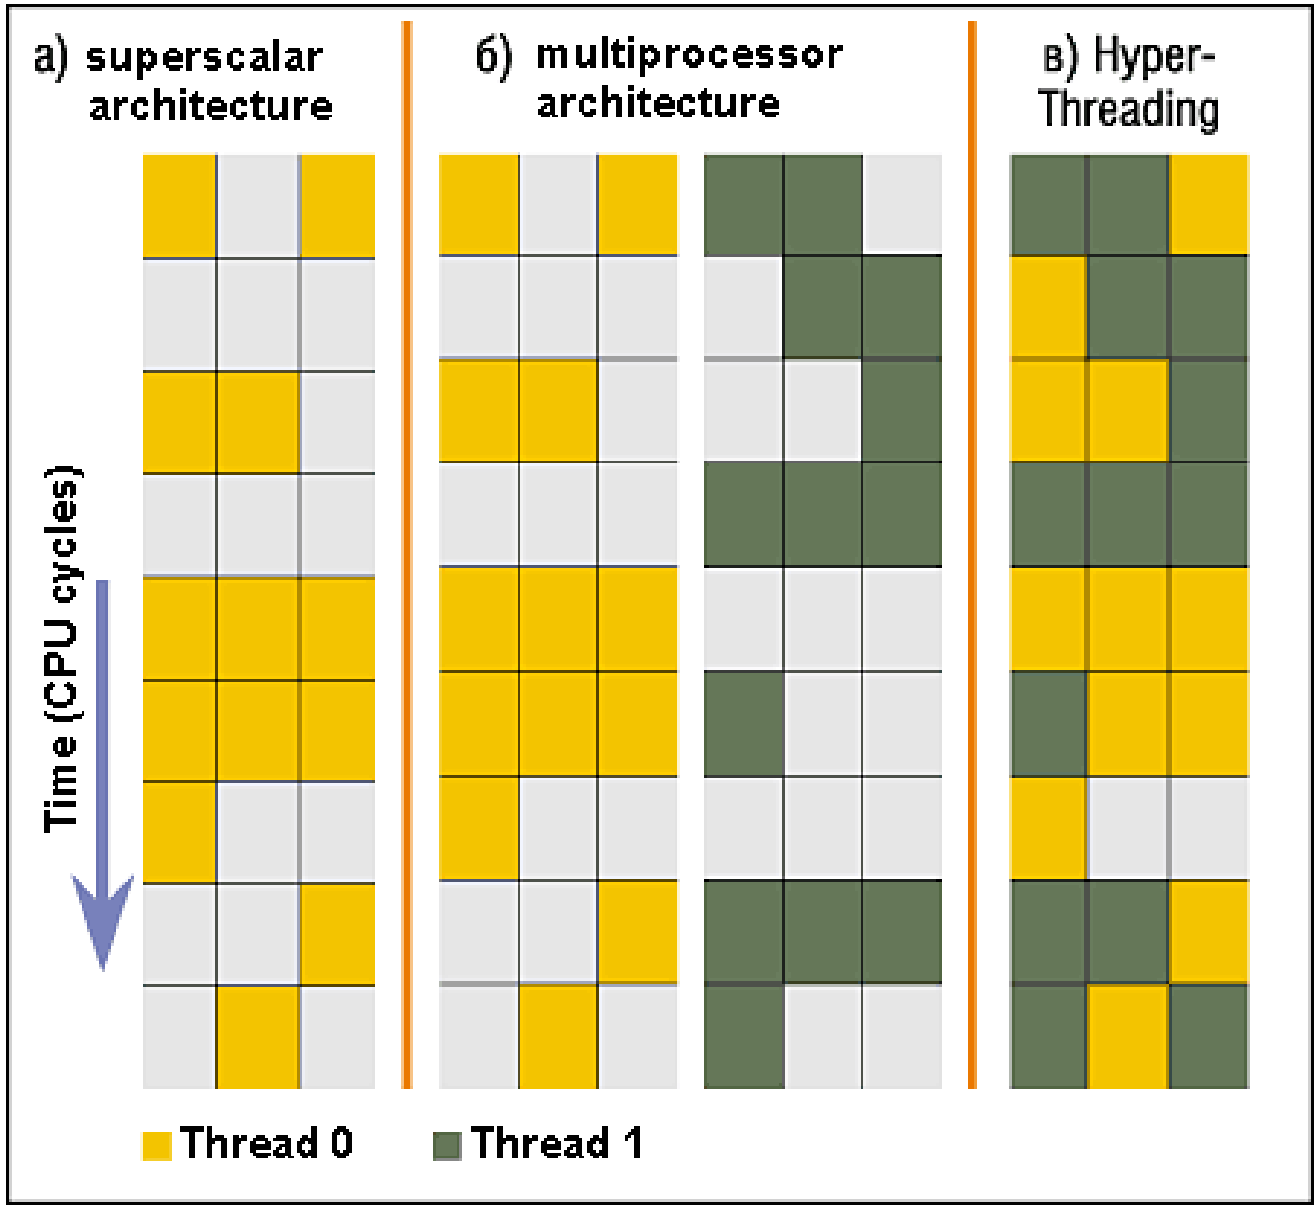 а) superscalar
architecture
б) multiprocessor
architecture
в) Hyper-
Threading
Time (CPU cycles)
Thread 0
Thread 1